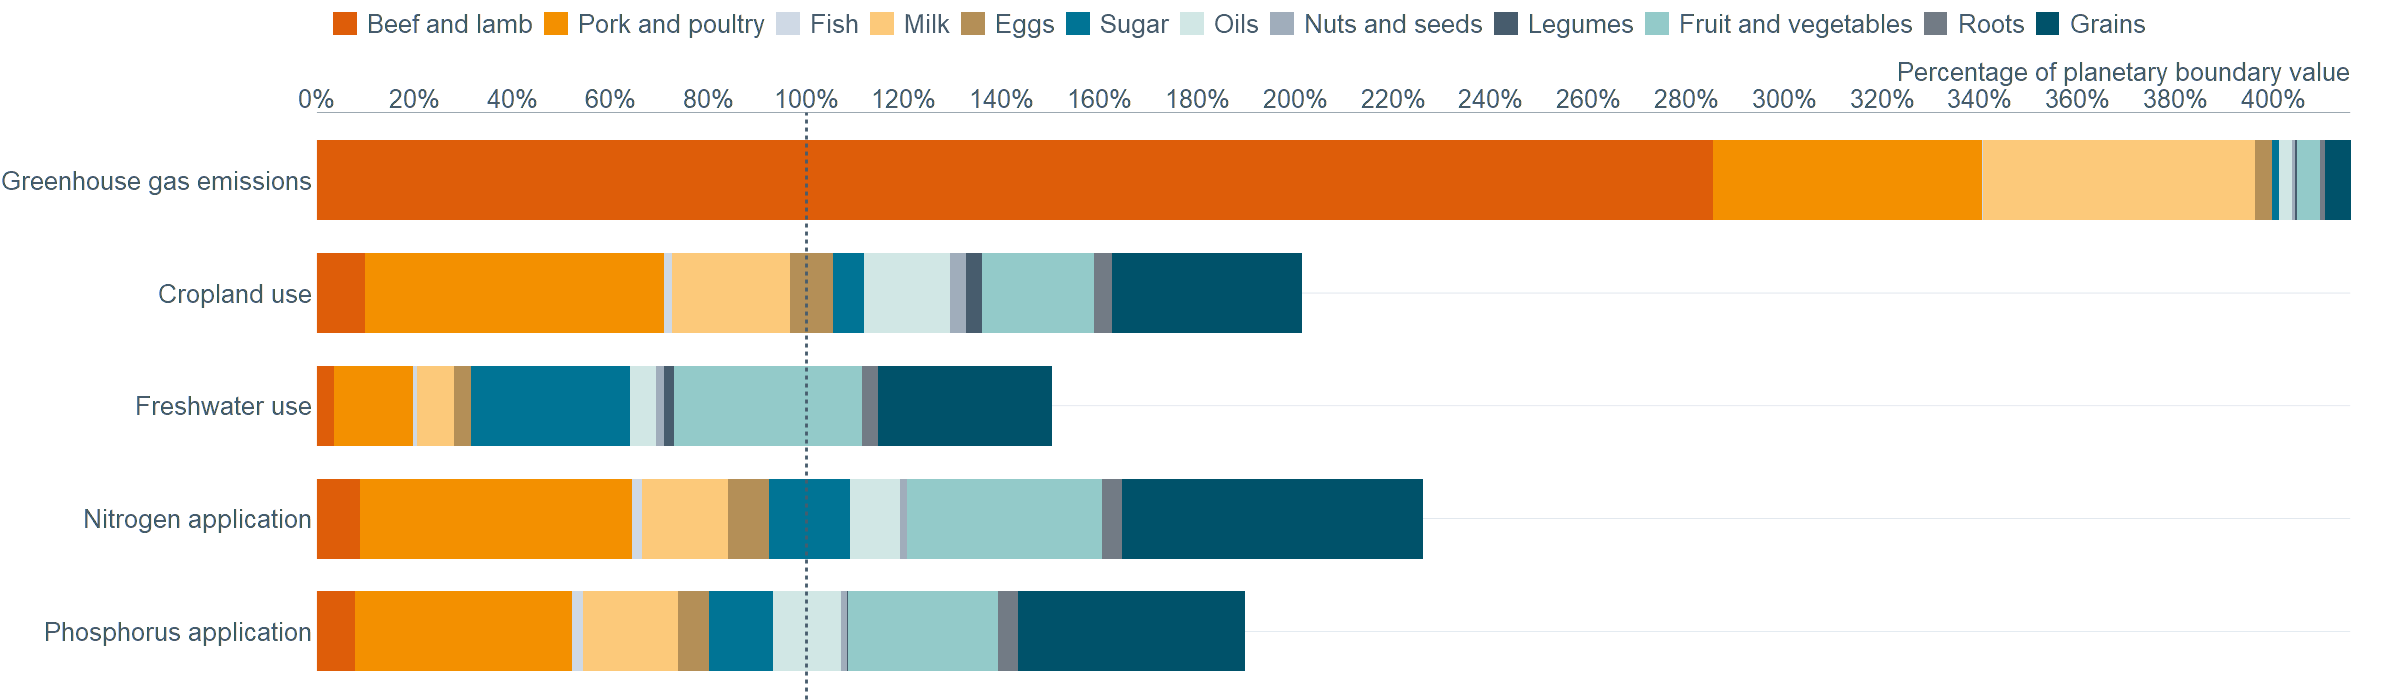 Beef and lamb Pork and poultry Fish Milk Eggs Sugar Oils Nuts and seeds Legumes Fruit and vegetables Roots Grains
Percentage of planetary boundary value
0% 20% 40% 60% 80% 100% 120% 140% 160% 180% 200% 220% 240% 260% 280% 300% 320% 340% 360% 380% 400%
Greenhouse gas emissions
Cropland use
Freshwater use
Nitrogen application
Phosphorus application